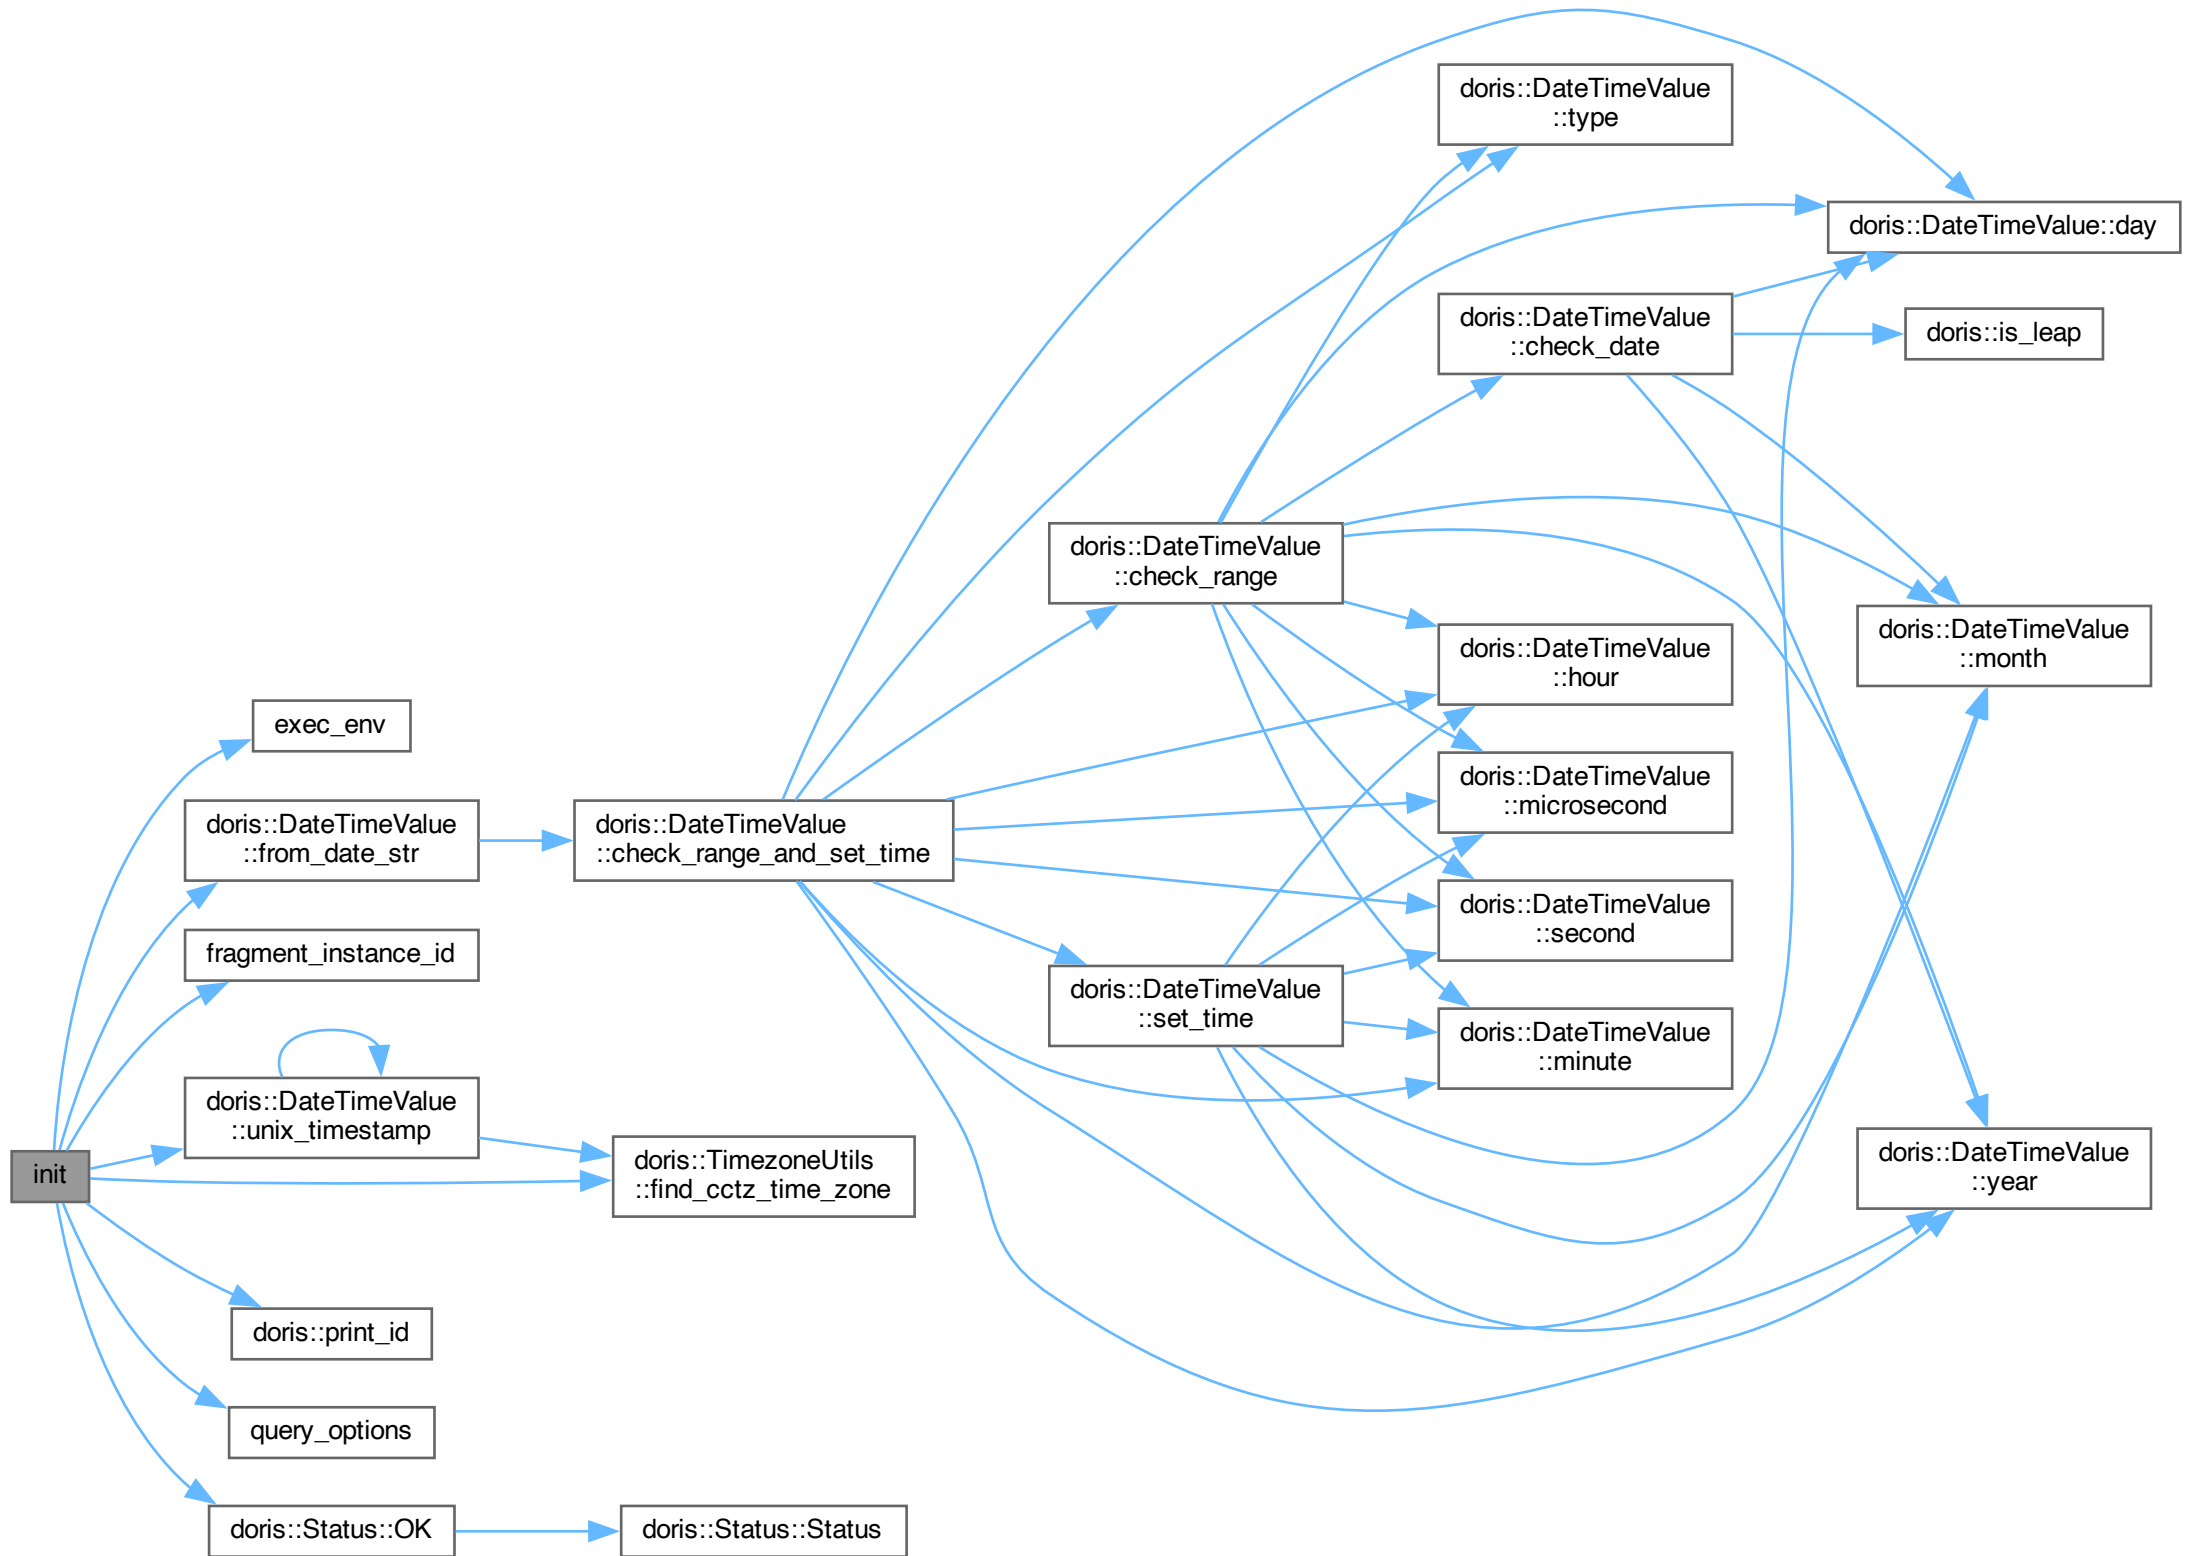 doris::DateTimeValue
::type
doris::DateTimeValue::day
doris::DateTimeValue
::check_date
doris::is_leap
doris::DateTimeValue
::check_range
doris::DateTimeValue
::hour
doris::DateTimeValue
::month
exec_env
doris::DateTimeValue
::from_date_str
doris::DateTimeValue
::check_range_and_set_time
doris::DateTimeValue
::microsecond
doris::DateTimeValue
::second
fragment_instance_id
doris::DateTimeValue
::set_time
doris::DateTimeValue
::minute
doris::DateTimeValue
::unix_timestamp
init
doris::TimezoneUtils
::find_cctz_time_zone
doris::DateTimeValue
::year
doris::print_id
query_options
doris::Status::OK
doris::Status::Status